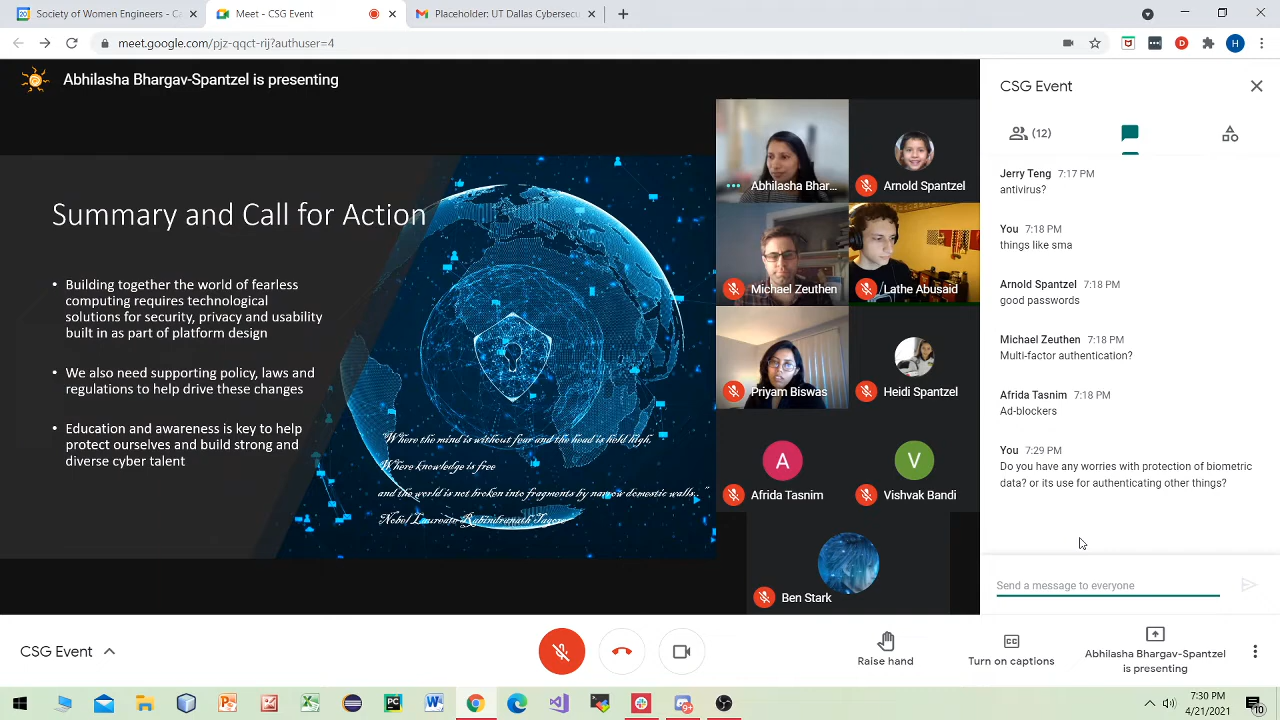 Society of Women Engineers - Ca
Meet - CSG Event
Placeholder: UT Dallas Cybersecu
meet.google.com/pjz-qqct-rij?authuser=4
Abhilasha Bhargav-Spantzel is presenting
Summary and Call for Action
• Building together the world of fearless
computing requires technological
solutions for security, privacy and usability
built in as part of platform design
• We also need supporting policy, laws and
regulations to help drive these changes
• Education and awareness is key to help
protect ourselves and build strong and
diverse cyber talent
"Where the mind is without fear and the head is held high,
Where knowledge is free
and the world is not broken into fragments by narrow domestic walls.."
Nobel Laureate Rabindranath Tagore
Abhilasha Bhar...
Arnold Spantzel
Michael Zeuthen
Lathe Abusaid
Priyam Biswas
Heidi Spantzel
A
Afrida Tasnim
V
Vishvak Bandi
Ben Stark
CSG Event
(12)
Jerry Teng 7:17 PM
antivirus?
You 7:18 PM
things like sma
Arnold Spantzel 7:18 PM
good passwords
Michael Zeuthen 7:18 PM
Multi-factor authentication?
Afrida Tasnim 7:18 PM
Ad-blockers
You 7:29 PM
Do you have any worries with protection of biometric
data? or its use for authenticating other things?
Send a message to everyone
CSG Event
Raise hand
Turn on captions
Abhilasha Bhargav-Spantzel
is presenting
7:30 PM
4/21/2021